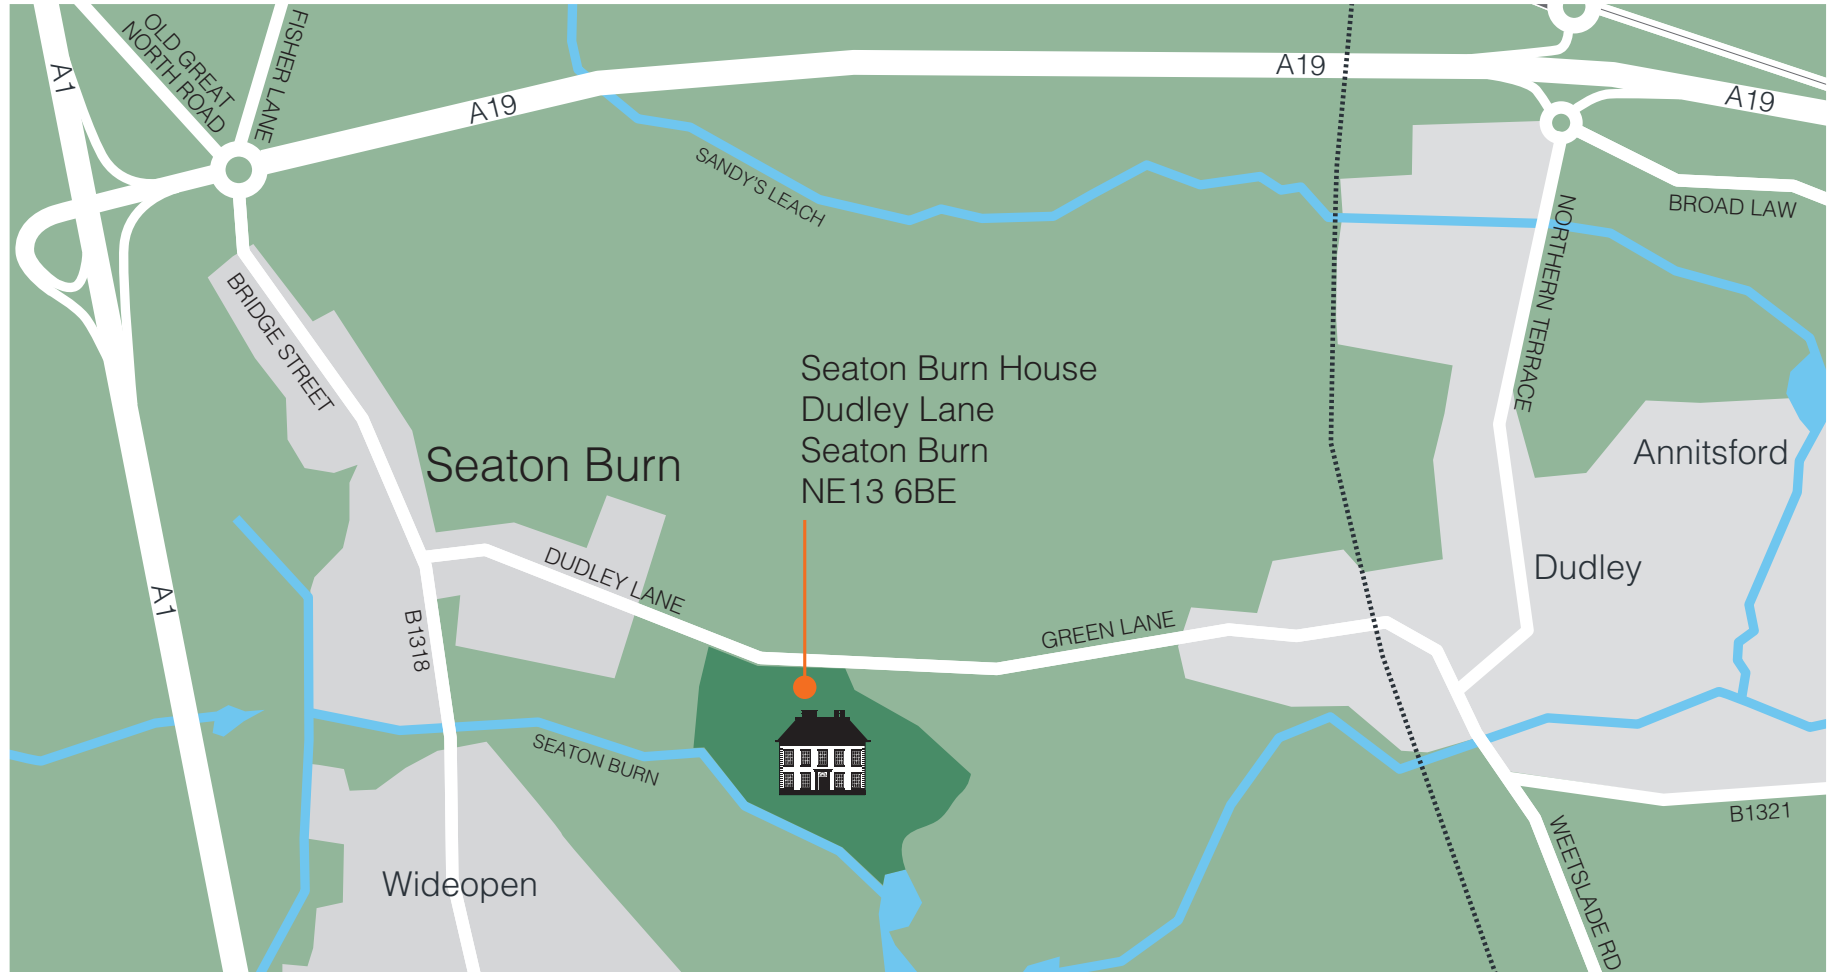 OLD GREAT
NORTH ROAD
FISHER LANE
A1
A19
A19
A19
SANDY'S LEACH
BROAD LAW
NORTHERN TERRACE
BRIDGE STREET
Seaton Burn House
Dudley Lane
Seaton Burn
NE13 6BE
Seaton Burn
Annitsford
Dudley
DUDLEY LANE
A1
B1318
GREEN LANE
SEATON BURN
B1321
WEETSLADE RD
Wideopen